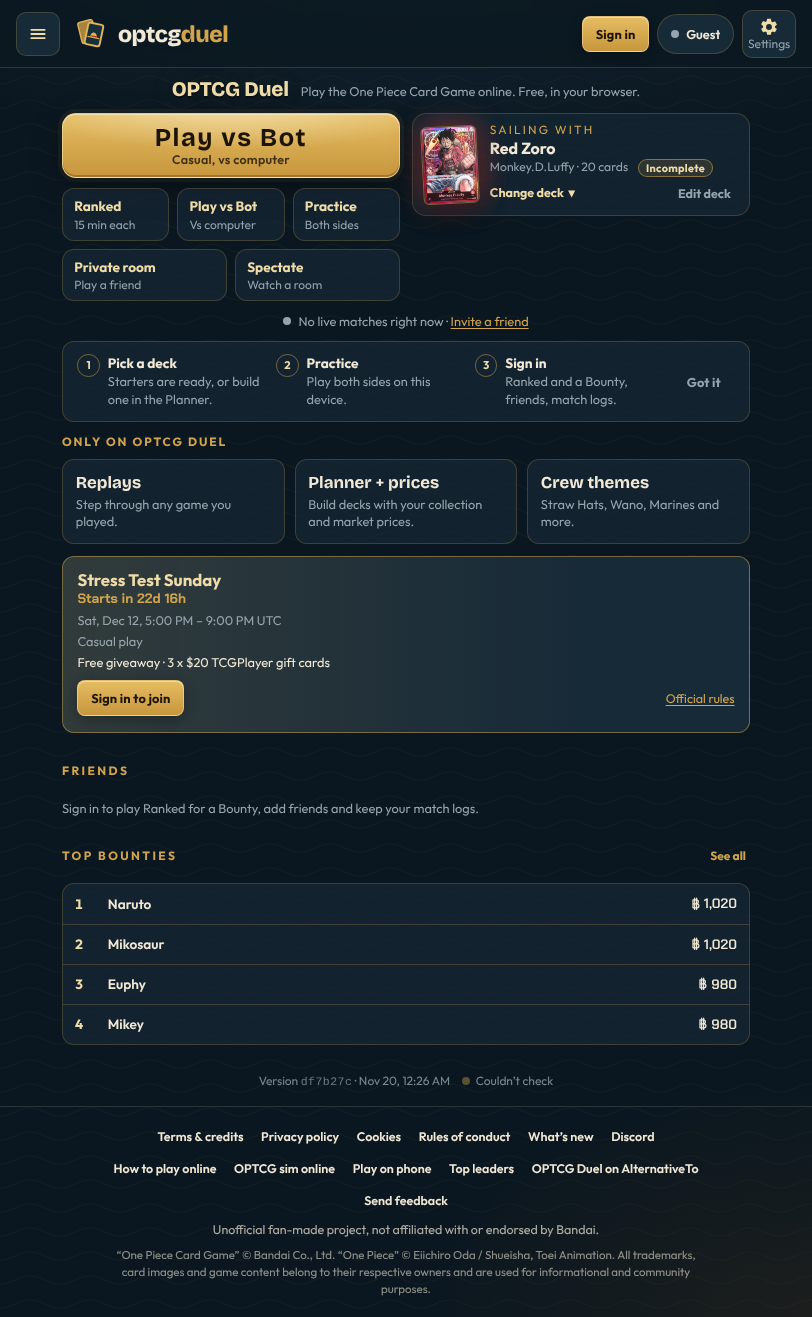 optcgduel
Sign in
Guest
Settings
OPTCG Duel Play the One Piece Card Game online. Free, in your browser.
Play vs Bot
Casual, vs computer
SAILING WITH
Red Zoro
Monkey.D.Luffy · 20 cards Incomplete
Change deck ▾ Edit deck
Ranked
15 min each
Play vs Bot
Vs computer
Practice
Both sides
Private room
Play a friend
Spectate
Watch a room
No live matches right now · Invite a friend
1 Pick a deck
Starters are ready, or build
one in the Planner.
2 Practice
Play both sides on this
device.
3 Sign in
Ranked and a Bounty,
friends, match logs.
Got it
ONLY ON OPTCG DUEL
Replays
Step through any game you
played.
Planner + prices
Build decks with your collection
and market prices.
Crew themes
Straw Hats, Wano, Marines and
more.
Stress Test Sunday
Starts in 22d 16h
Sat, Dec 12, 5:00 PM – 9:00 PM UTC
Casual play
Free giveaway · 3 x $20 TCGPlayer gift cards
Sign in to join Official rules
FRIENDS
Sign in to play Ranked for a Bounty, add friends and keep your match logs.
TOP BOUNTIES See all
1 Naruto ฿ 1,020
2 Mikosaur ฿ 1,020
3 Euphy ฿ 980
4 Mikey ฿ 980
Version df7b27c · Nov 20, 12:26 AM Couldn't check
Terms & credits Privacy policy Cookies Rules of conduct What's new Discord
How to play online OPTCG sim online Play on phone Top leaders OPTCG Duel on AlternativeTo
Send feedback
Unofficial fan-made project, not affiliated with or endorsed by Bandai.
“One Piece Card Game” © Bandai Co., Ltd. “One Piece” © Eiichiro Oda / Shueisha, Toei Animation. All trademarks,
card images and game content belong to their respective owners and are used for informational and community
purposes.